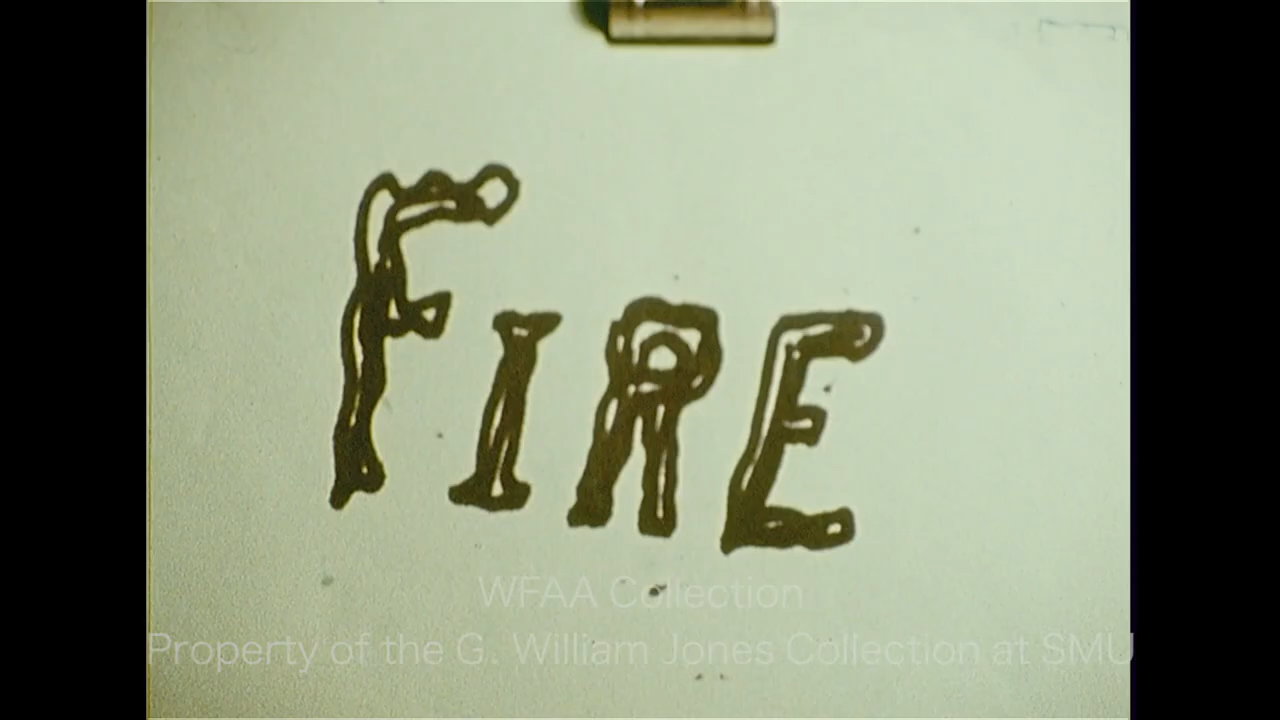 FIRE
WFAA Collection
Property of the G. William Jones Collection at SMU